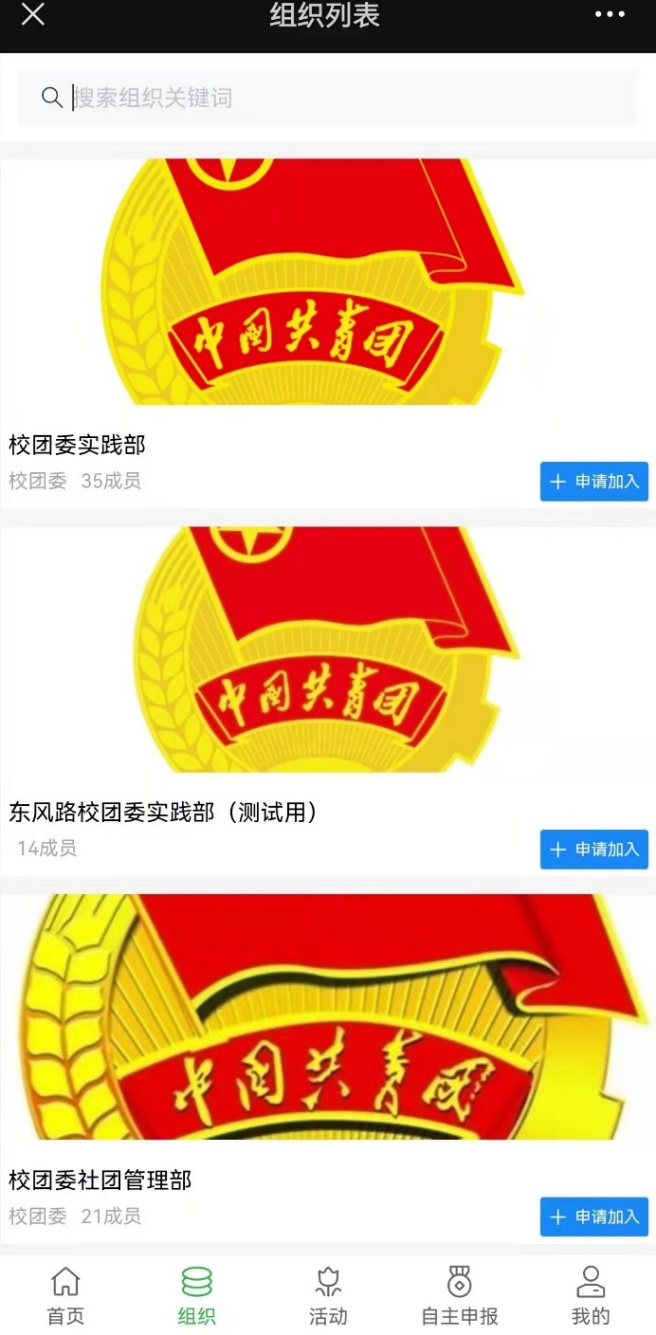 组织列表
搜索组织关键词
中国共青团
校团委实践部
校团委 35成员
+ 申请加入
中国共青团
东风路校团委实践部（测试用）
14成员
+ 申请加入
中国共青团
校团委社团管理部
校团委 21成员
+ 申请加入
首页 组织 活动 自主申报 我的